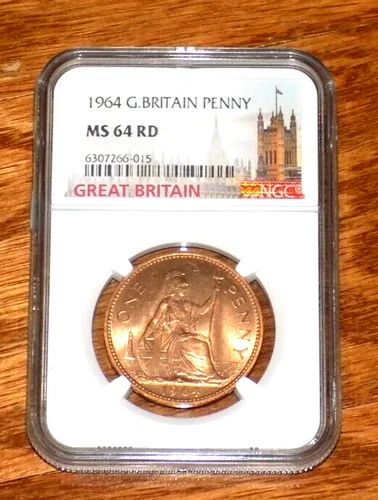 1964 G.BRITAIN PENNY
MS 64 RD
6307266-015
GREAT BRITAIN
NGC
ONE PENNY